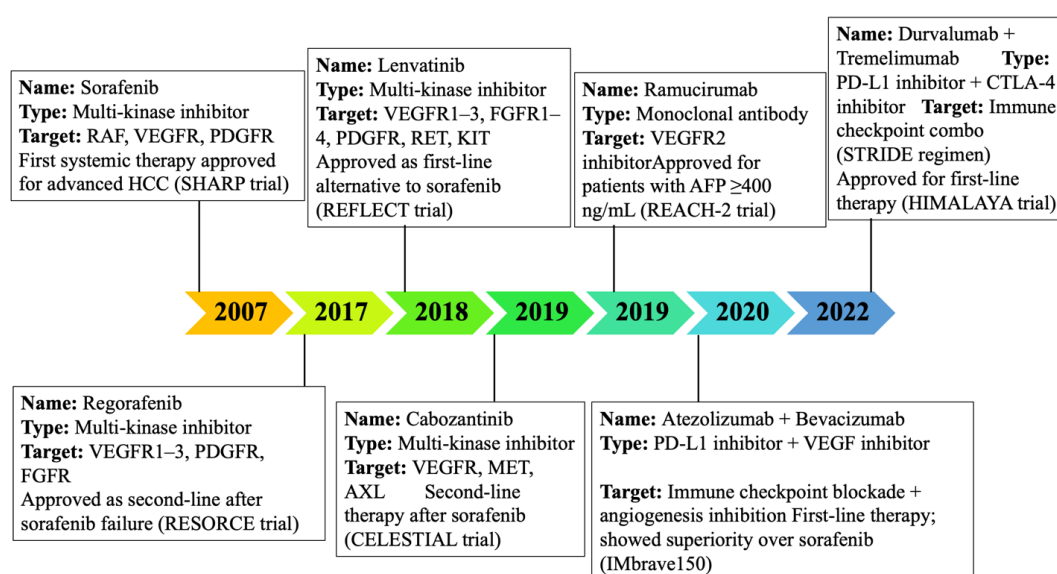 Name: Sorafenib
Type: Multi-kinase inhibitor
Target: RAF, VEGFR, PDGFR
First systemic therapy approved
for advanced HCC (SHARP trial)
Name: Lenvatinib
Type: Multi-kinase inhibitor
Target: VEGFR1–3, FGFR1–
4, PDGFR, RET, KIT
Approved as first-line
alternative to sorafenib
(REFLECT trial)
Name: Ramucirumab
Type: Monoclonal antibody
Target: VEGFR2
inhibitorApproved for
patients with AFP ≥400
ng/mL (REACH-2 trial)
Name: Durvalumab +
Tremelimumab Type:
PD-L1 inhibitor + CTLA-4
inhibitor Target: Immune
checkpoint combo
(STRIDE regimen)
Approved for first-line
therapy (HIMALAYA trial)
2007 2017 2018 2019 2019 2020 2022
Name: Regorafenib
Type: Multi-kinase inhibitor
Target: VEGFR1–3, PDGFR,
FGFR
Approved as second-line after
sorafenib failure (RESORCE trial)
Name: Cabozantinib
Type: Multi-kinase inhibitor
Target: VEGFR, MET,
AXL Second-line
therapy after sorafenib
(CELESTIAL trial)
Name: Atezolizumab + Bevacizumab
Type: PD-L1 inhibitor + VEGF inhibitor
Target: Immune checkpoint blockade +
angiogenesis inhibition First-line therapy;
showed superiority over sorafenib
(IMbrave150)